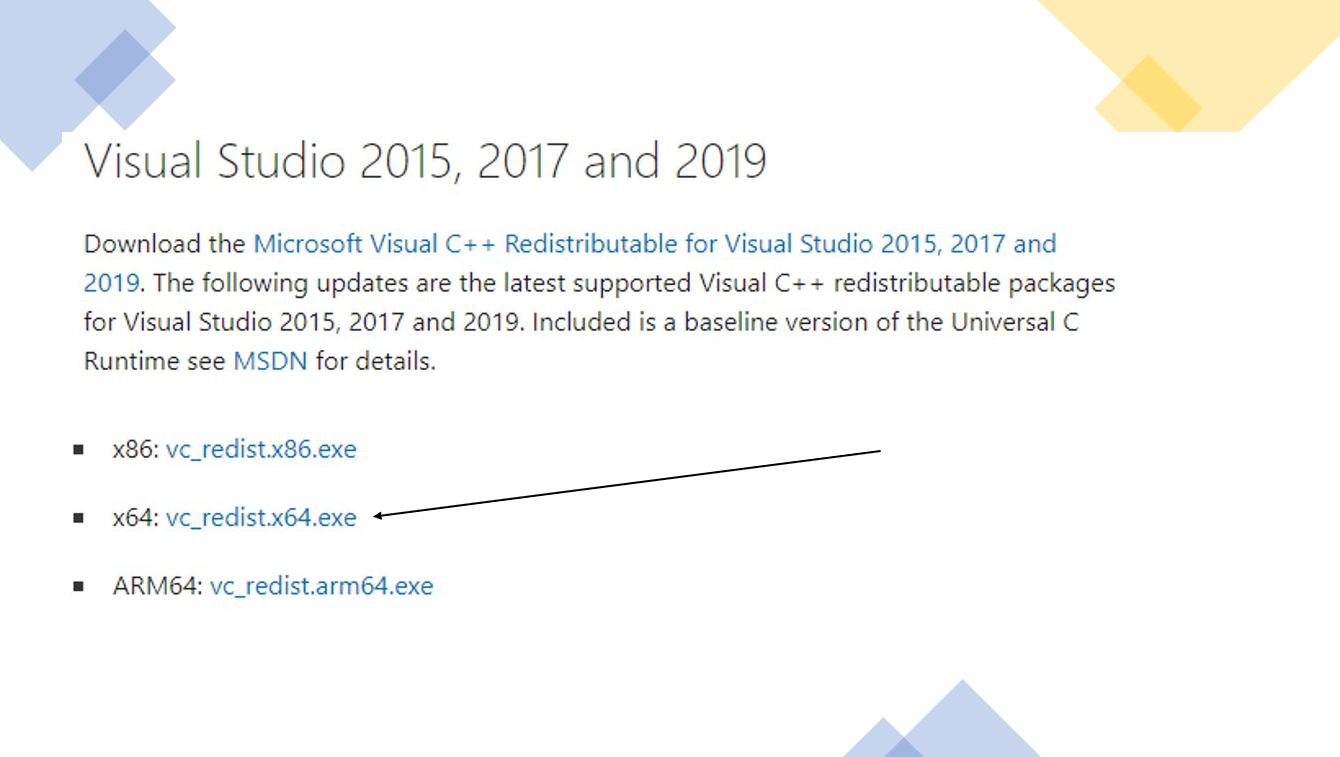 Visual Studio 2015, 2017 and 2019
Download the Microsoft Visual C++ Redistributable for Visual Studio 2015, 2017 and
2019. The following updates are the latest supported Visual C++ redistributable packages
for Visual Studio 2015, 2017 and 2019. Included is a baseline version of the Universal C
Runtime see MSDN for details.
▪ x86: vc_redist.x86.exe
▪ x64: vc_redist.x64.exe
▪ ARM64: vc_redist.arm64.exe